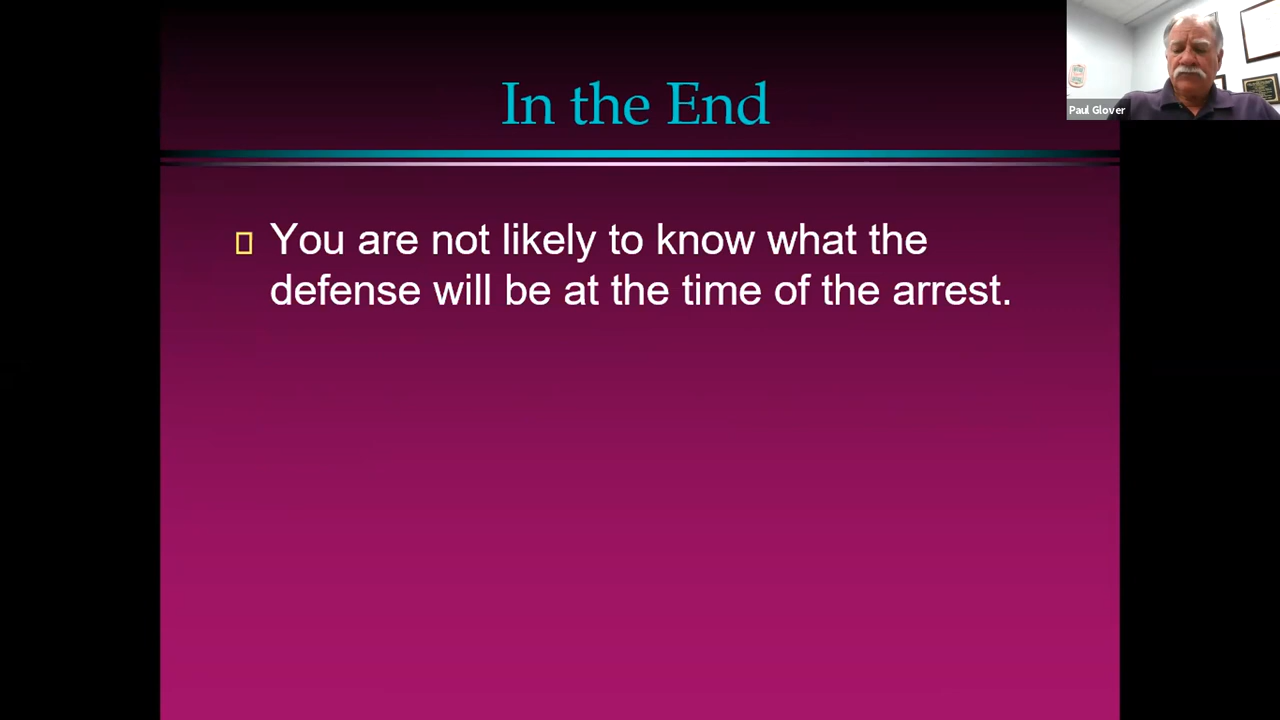 In the End
Paul Glover
You are not likely to know what the
defense will be at the time of the arrest.